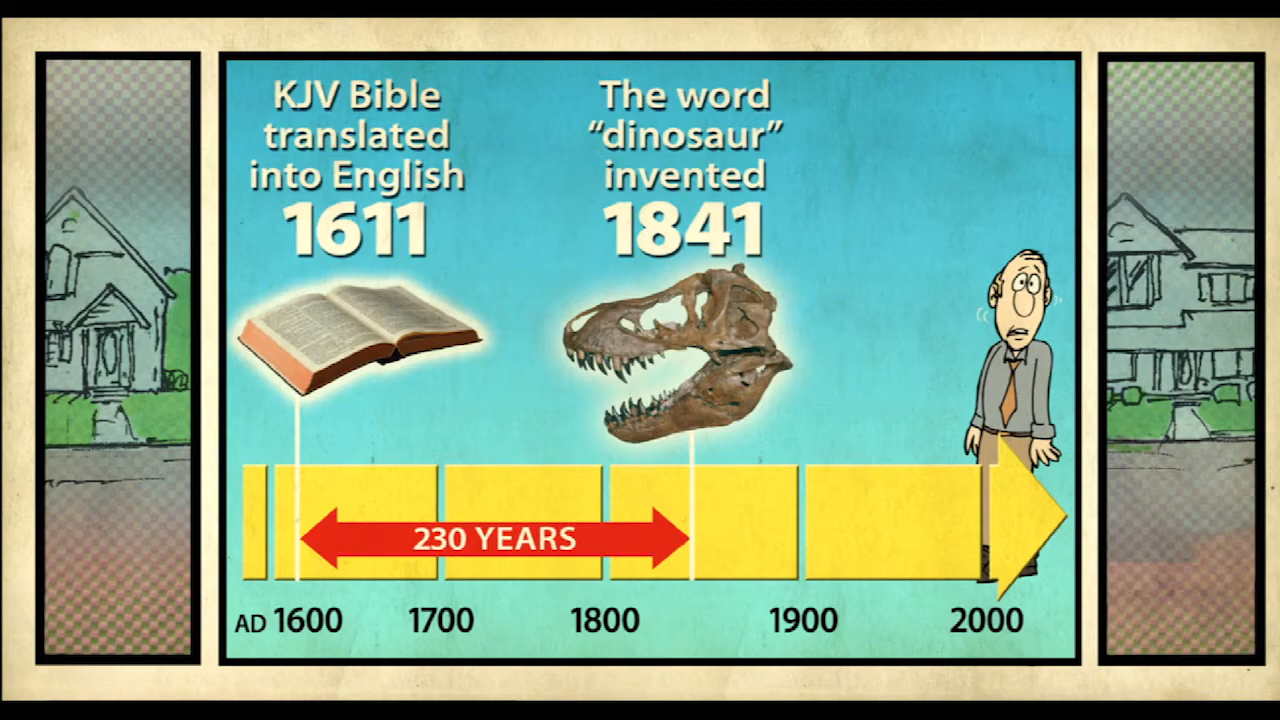 KJV Bible
translated
into English
1611
The word
“dinosaur”
invented
1841
230 YEARS
AD 1600 1700 1800 1900 2000